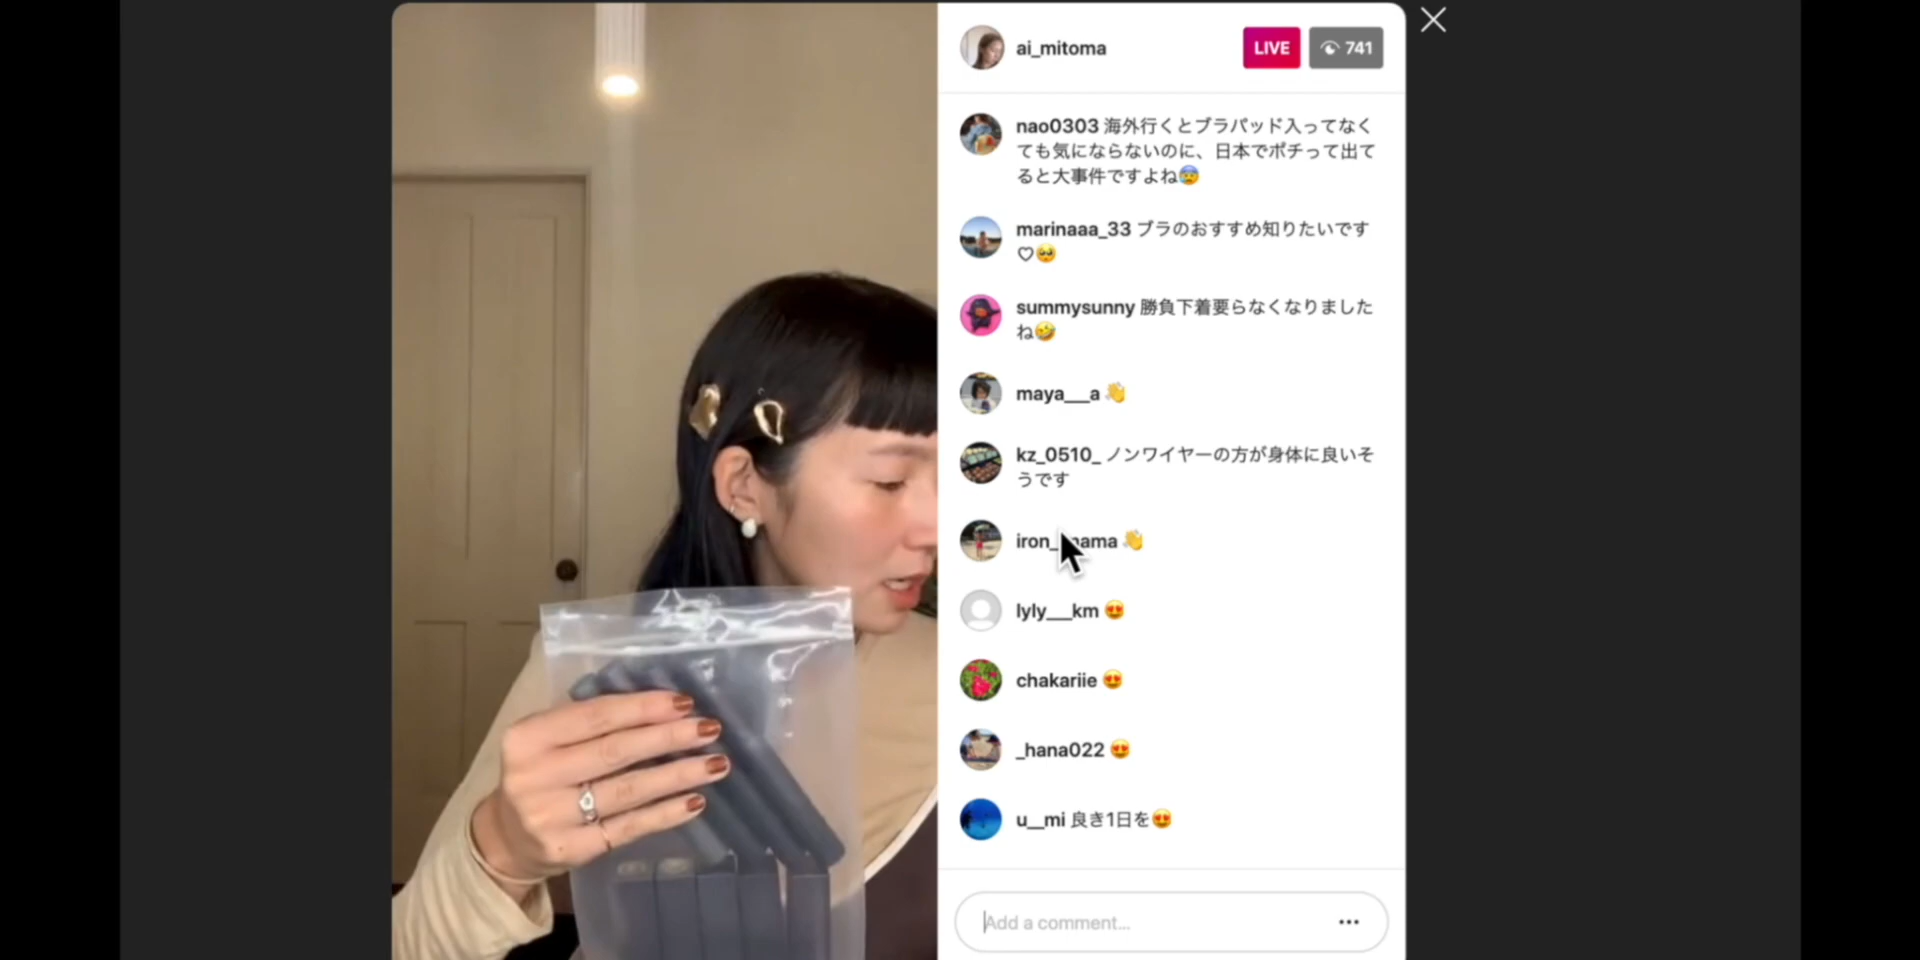 ai_mitoma
LIVE
741
nao0303 海外行くとブラパッド入ってなく
ても気にならないのに、日本でポチって出て
ると大事件ですよね😰
marinaaa_33 ブラのおすすめ知りたいです
♡🥺
summysunny 勝負下着要らなくなりました
ね🤣
maya___a 👏
kz_0510_ ノンワイヤーの方が身体に良いそ
うです
👏
lyly___km 😍
chakariie 😍
_hana022 😍
u__mi 良き1日を😍
Add a comment...